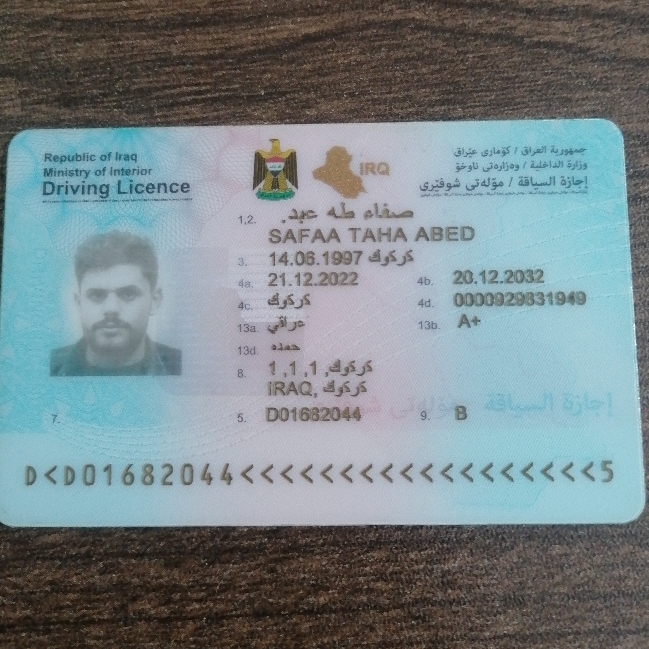 Republic of Iraq
Ministry of Interior
Driving Licence
IRQ
جمهورية العراق / كۆماری عێراق
وزارة الداخلية / وەزارەتی ناوخۆ
إجازة السياقة / مۆڵەتی شوفێری
1,2. صفاء طه عبد.
SAFAA TAHA ABED
3. 14.06.1997 كركوك
4a. 21.12.2022 4b. 20.12.2032
4c. كركوك 4d. 0000929831949
13a. عراقي 13b. A+
13d. حمده
8. كركوك, 1, 1, 1
IRAQ, كركوك
إجازة السياقة مۆڵەتی
7. 5. D01682044 9. B
D<D01682044<<<<<<<<<<<<<<<<<<<5